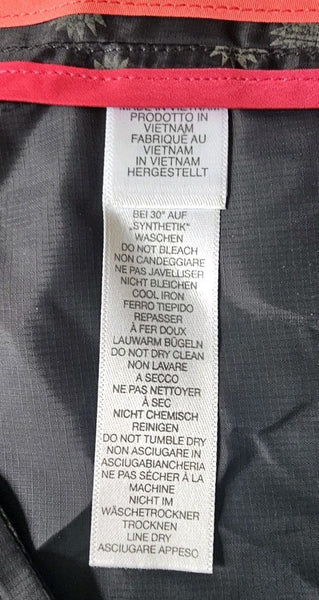 MADE IN VIETNAM
PRODOTTO IN
VIETNAM
FABRIQUÉ AU
VIETNAM
IN VIETNAM
HERGESTELLT
BEI 30° AUF
„SYNTHETIK“
WASCHEN
DO NOT BLEACH
NON CANDEGGIARE
NE PAS JAVELLISER
NICHT BLEICHEN
COOL IRON
FERRO TIEPIDO
REPASSER
À FER DOUX
LAUWARM BÜGELN
DO NOT DRY CLEAN
NON LAVARE
A SECCO
NE PAS NETTOYER
À SEC
NICHT CHEMISCH
REINIGEN
DO NOT TUMBLE DRY
NON ASCIUGARE IN
ASCIUGABIANCHERIA
NE PAS SÉCHER À LA
MACHINE
NICHT IM
WÄSCHETROCKNER
TROCKNEN
LINE DRY
ASCIUGARE APPESO